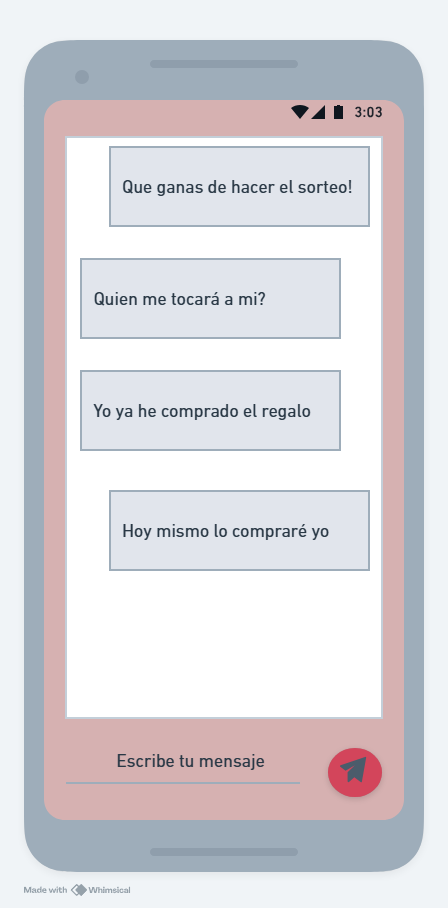 3:03
Que ganas de hacer el sorteo!
Quien me tocará a mi?
Yo ya he comprado el regalo
Hoy mismo lo compraré yo
Escribe tu mensaje
Made with Whimsical